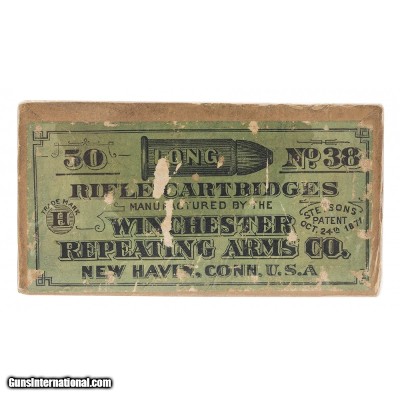 50 LONG No 38
RIFLE CARTRIDGES
MANUFACTURED BY THE
TRADE MARK
H
WINCHESTER
STETSONS
PATENT
OCT. 24th 1871
REPEATING ARMS CO.
NEW HAVEN, CONN, U.S.A
GunsInternational.com